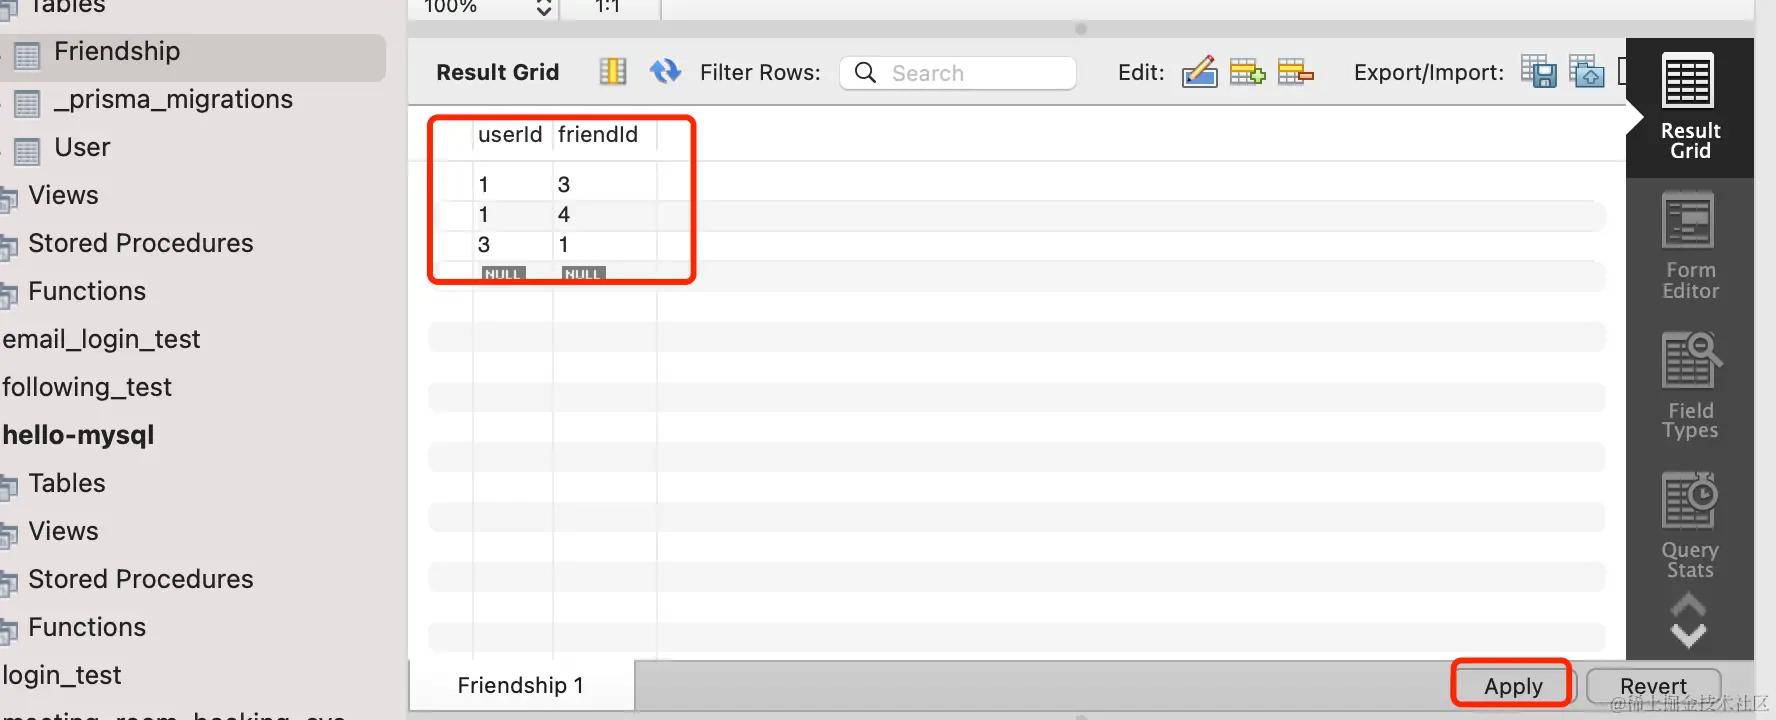 Tables
Friendship
_prisma_migrations
User
Views
Stored Procedures
Functions
email_login_test
following_test
hello-mysql
Tables
Views
Stored Procedures
Functions
login_test
100%
1:1
Result Grid
Filter Rows:
Search
Edit:
Export/Import:
userId friendId
1 3
1 4
3 1
NULL NULL
Result
Grid
Form
Editor
Field
Types
Query
Stats
Friendship 1
Apply
Revert
@稀土掘金技术社区